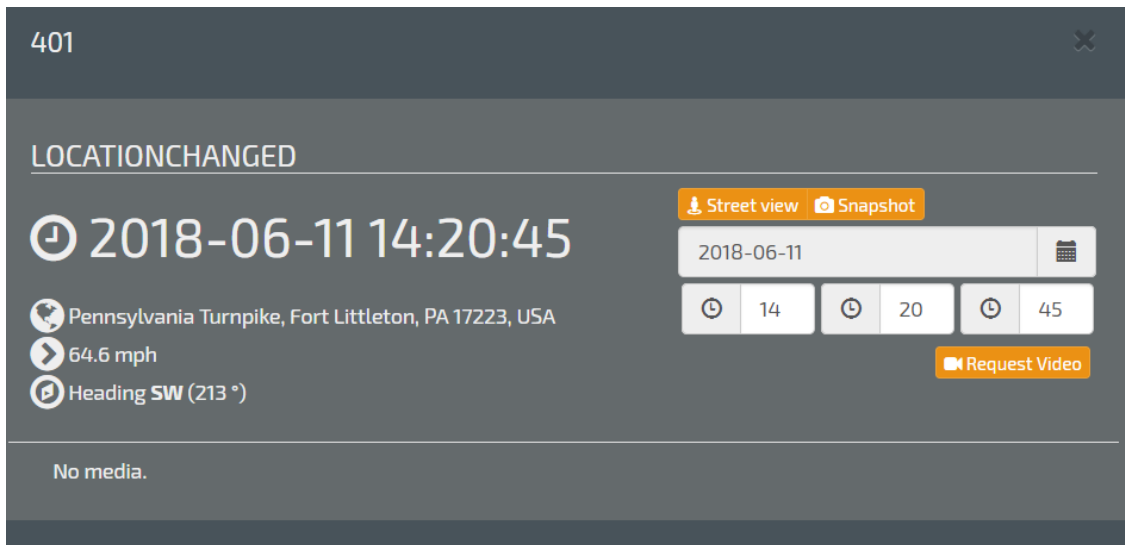 401
LOCATIONCHANGED
2018-06-11 14:20:45
Pennsylvania Turnpike, Fort Littleton, PA 17223, USA
64.6 mph
Heading SW (213 °)
Street view Snapshot
2018-06-11
14 20 45
Request Video
No media.